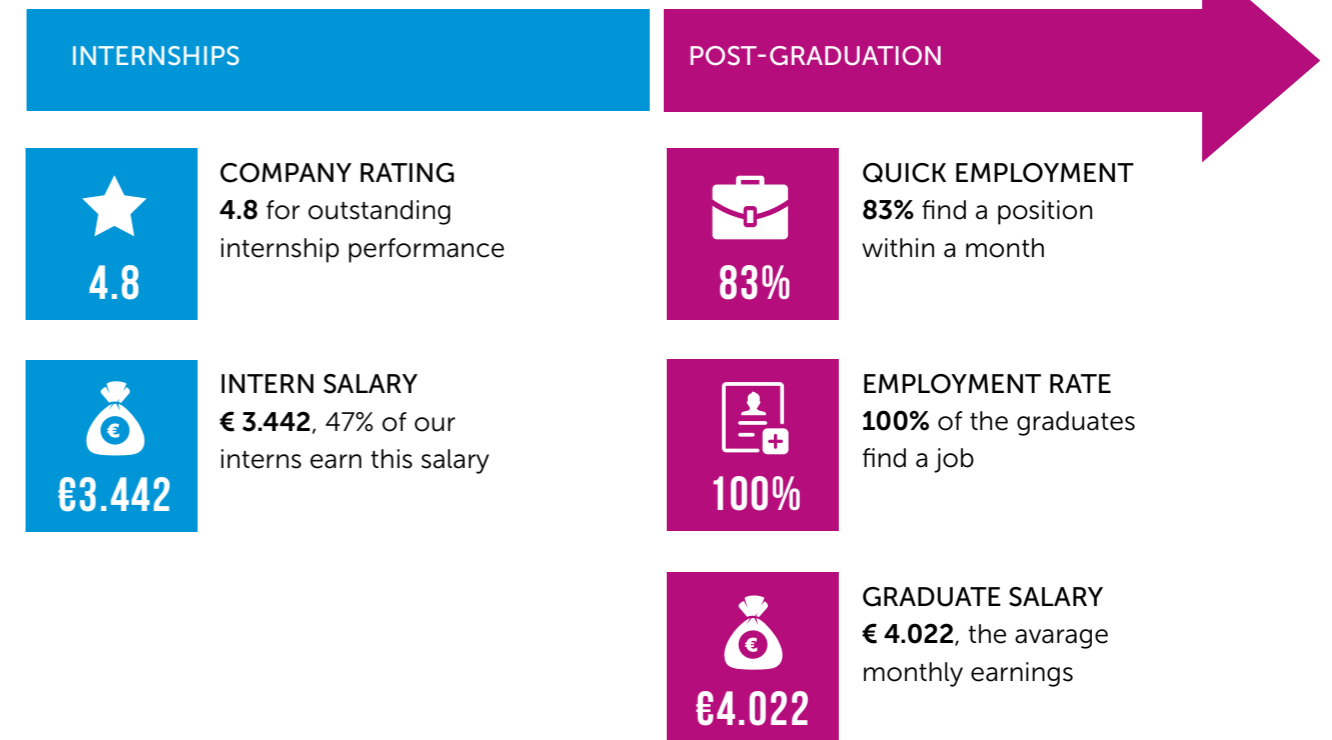 INTERNSHIPS
POST-GRADUATION
COMPANY RATING
4.8 for outstanding
internship performance
4.8
INTERN SALARY
€ 3.442, 47% of our
interns earn this salary
€
€3.442
QUICK EMPLOYMENT
83% find a position
within a month
83%
EMPLOYMENT RATE
100% of the graduates
find a job
100%
GRADUATE SALARY
€ 4.022, the avarage
monthly earnings
€
€4.022